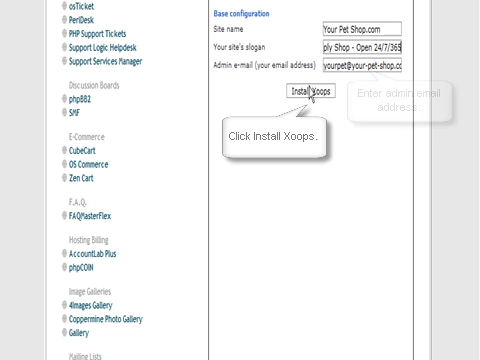 osTicket
PerlDesk
PHP Support Tickets
Support Logic Helpdesk
Support Services Manager
Discussion Boards
phpBB2
SMF
E-Commerce
CubeCart
OS Commerce
Zen Cart
F.A.Q.
FAQMasterFlex
Hosting Billing
AccountLab Plus
phpCOIN
Image Galleries
4Images Gallery
Coppermine Photo Gallery
Gallery
Mailing Lists
Base configuration
Site name Your Pet Shop.com
Your site's slogan ply Shop - Open 24/7/365
Admin e-mail (your email address) yourpet@your-pet-shop.cc
Install Xoops
Enter admin email
address.
Click Install Xoops.